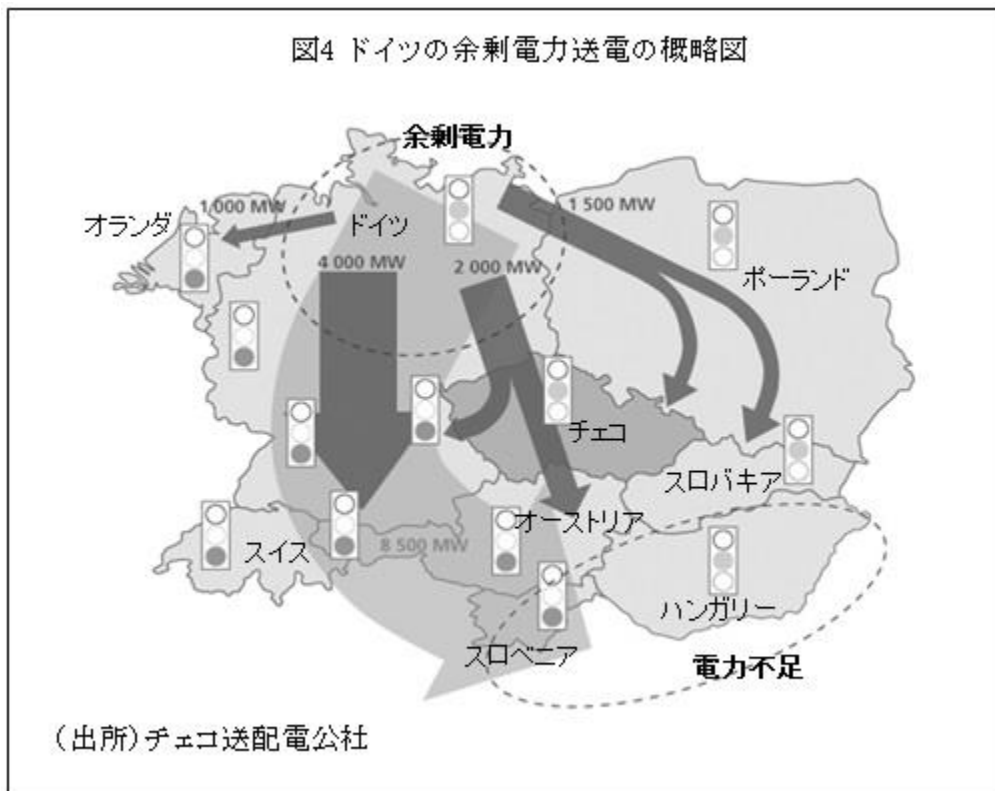 図4 ドイツの余剰電力送電の概略図
余剰電力
オランダ
1 000 MW
ドイツ
1 500 MW
4 000 MW
2 000 MW
ポーランド
チェコ
スロバキア
オーストリア
スイス
8 500 MW
ハンガリー
スロベニア
電力不足
(出所)チェコ送配電公社